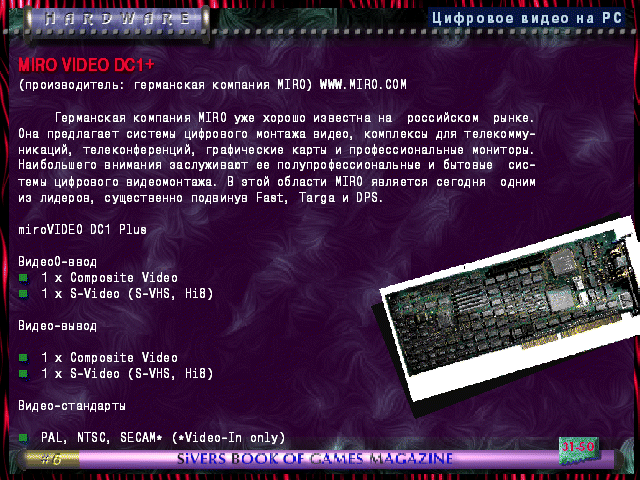 HARDWARE
Цифровое видео на PC
MIRO VIDEO DC1+
(производитель: германская компания MIRO) WWW.MIRO.COM
Германская компания MIRO уже хорошо известна на российском рынке.
Она предлагает системы цифрового монтажа видео, комплексы для телекомму-
никаций, телеконференций, графические карты и профессиональные мониторы.
Наибольшего внимания заслуживают ее полупрофессиональные и бытовые сис-
темы цифрового видеомонтажа. В этой области MIRO является сегодня одним
из лидеров, существенно подвинув Fast, Targa и DPS.
miroVIDEO DC1 Plus
Видео0-ввод
1 x Composite Video
1 x S-Video (S-VHS, Hi8)
Видео-вывод
1 x Composite Video
1 x S-Video (S-VHS, Hi8)
Видео-стандарты
PAL, NTSC, SECAM* (*Video-In only)
#6
SiVERS BOOK OF GAMES MAGAZINE
31-50